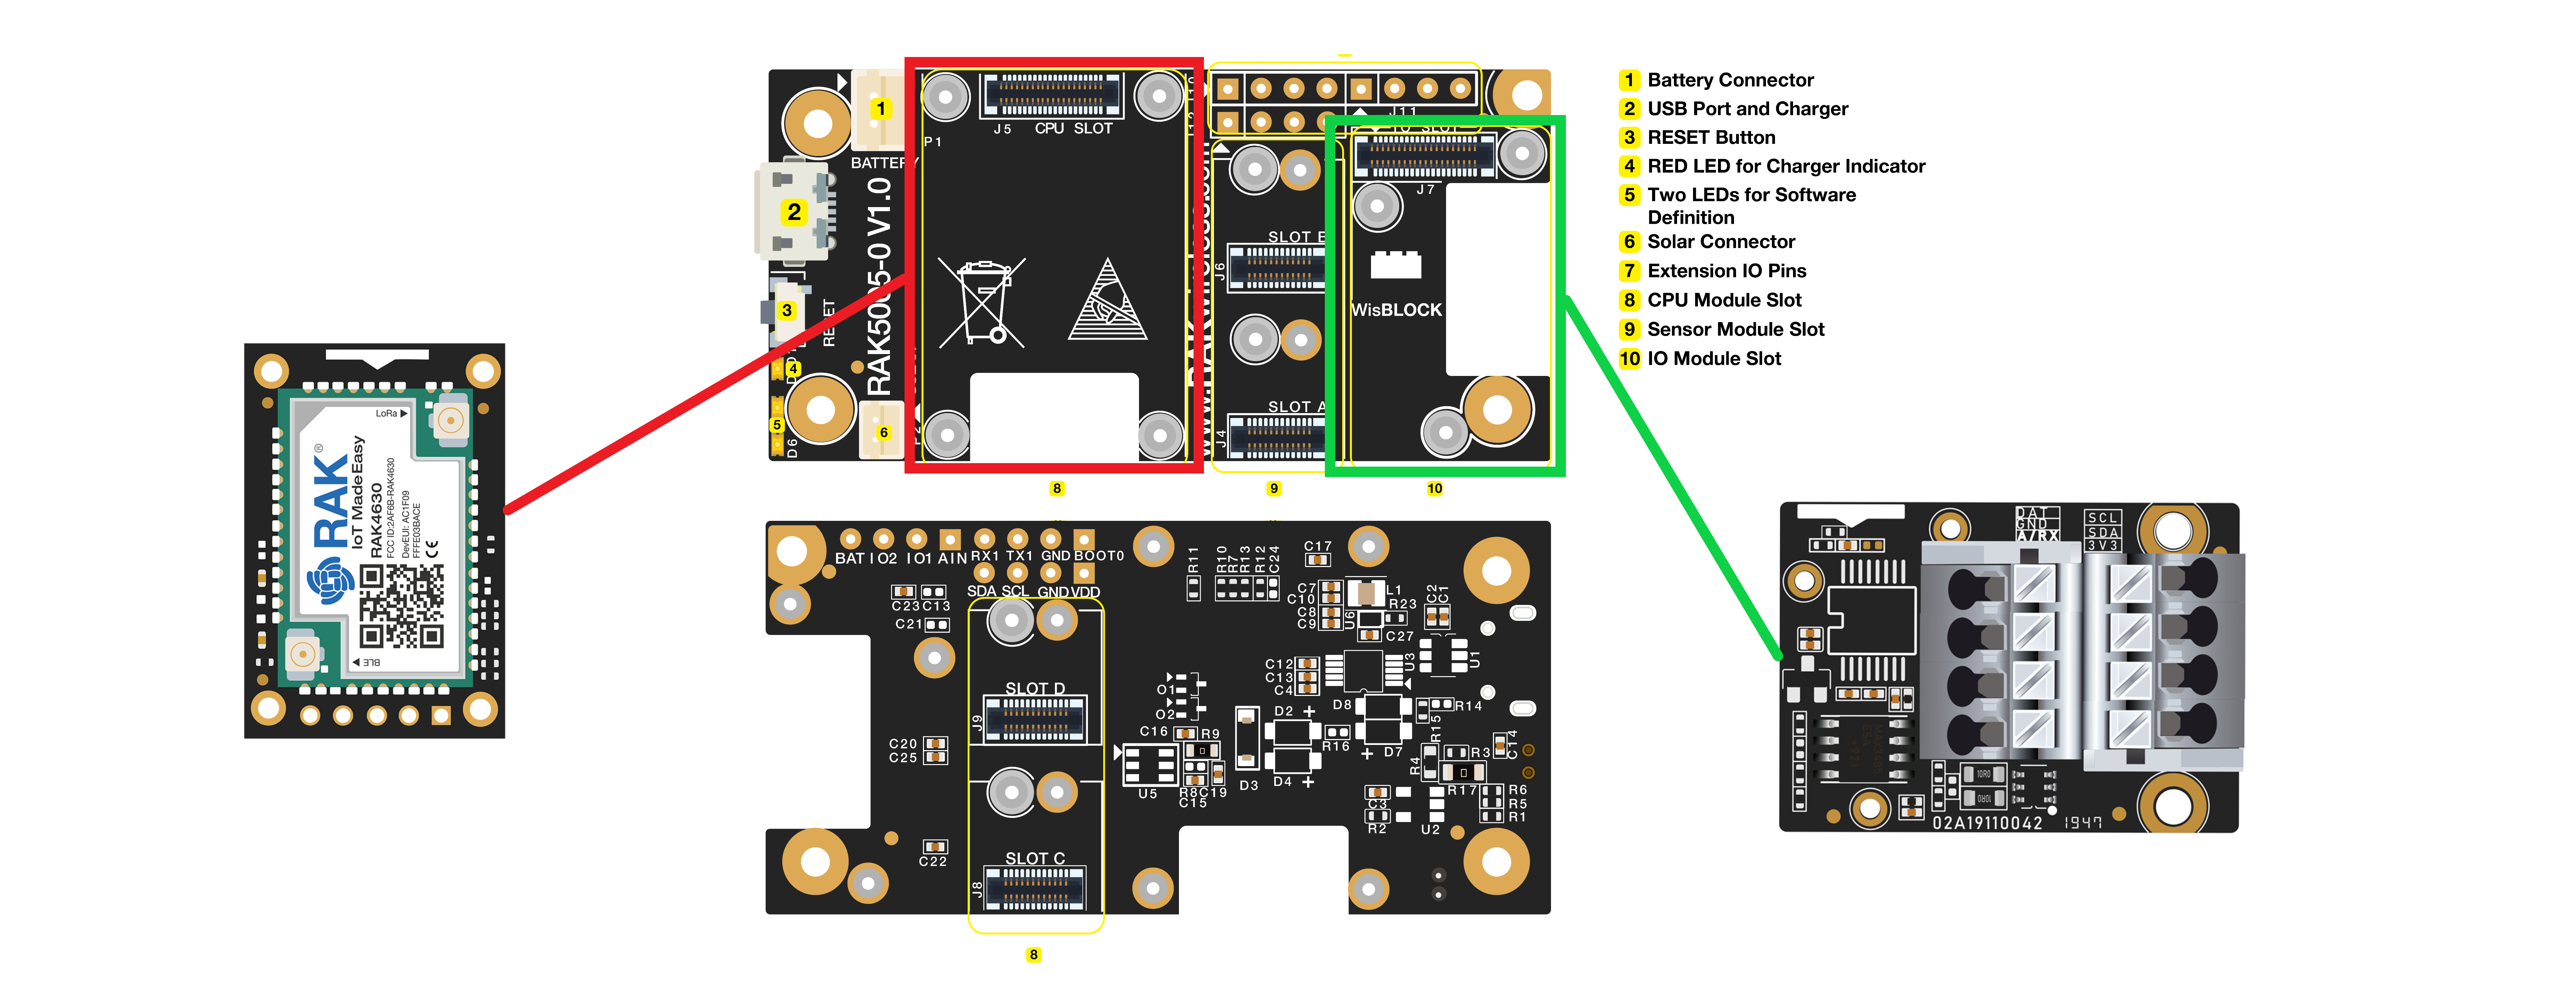 1 Battery Connector
2 USB Port and Charger
3 RESET Button
4 RED LED for Charger Indicator
5 Two LEDs for Software
Definition
6 Solar Connector
7 Extension IO Pins
8 CPU Module Slot
9 Sensor Module Slot
10 IO Module Slot
1
BATTERY
2
3
RESET
4
5
D6
6
P2
RAK5005-0 V1.0
P1
J5 CPU SLOT
J11
IO SLOT
J7
SLOT B
J6
SLOT A
J4
WisBLOCK
8
9
10
LoRa
RAK®
IoT Made Easy
RAK4630
FCC ID:2AF6B-RAK4630
DevEUI: AC1F09
FFFE03BACE
CE
BLE
BAT IO2 IO1 AIN RX1 TX1 GND BOOT0
SDA SCL GND VDD
C23 C13
C21
SLOT D
J9
C20
C25
C22
SLOT C
J8
8
R11
R10
R7
R13
R12
C24
C17
C7
C10
C8
C9
L1
U6
R23
C27
C2
C1
C12
C13
C4
U3
U1
O1
O2
C16 R9
U5
R8 C19
C15
D3
D2 +
D4 +
R16
D8
+ D7
R15
R14
R4
R3
C14
R17
C3
R2
U2
R6
R5
R1
DAT
GND
A/RX
SCL
SDA
3V3
10R0
10R0
02A19110042 1947